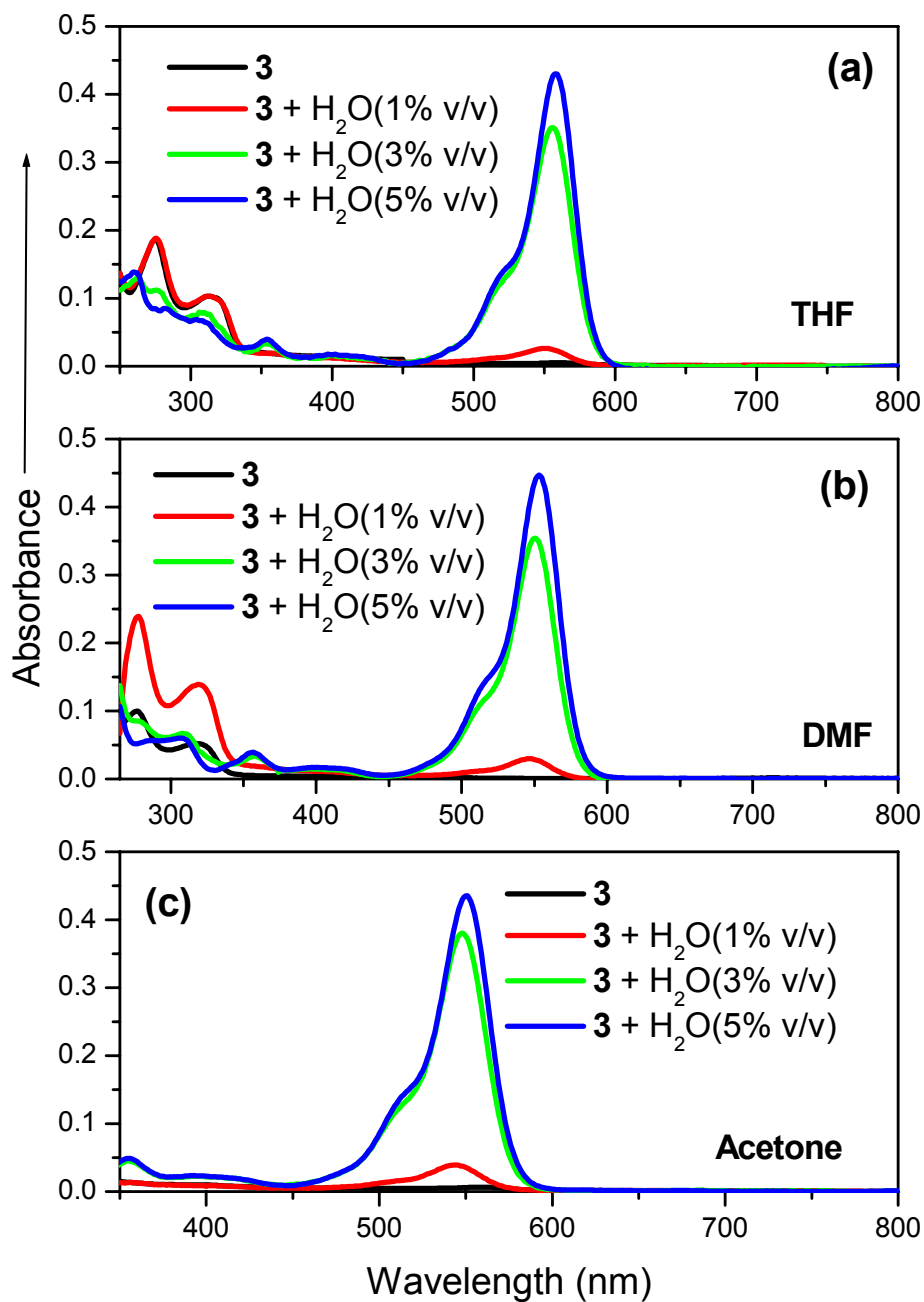 Absorbance
0.5
0.4
0.3
0.2
0.1
0.0
3
3 + H2O(1% v/v)
3 + H2O(3% v/v)
3 + H2O(5% v/v)
(a)
THF
300 400 500 600 700 800
0.5
0.4
0.3
0.2
0.1
0.0
3
3 + H2O(1% v/v)
3 + H2O(3% v/v)
3 + H2O(5% v/v)
(b)
DMF
300 400 500 600 700 800
0.5
0.4
0.3
0.2
0.1
0.0
(c)
3
3 + H2O(1% v/v)
3 + H2O(3% v/v)
3 + H2O(5% v/v)
Acetone
400 500 600 700 800
Wavelength (nm)